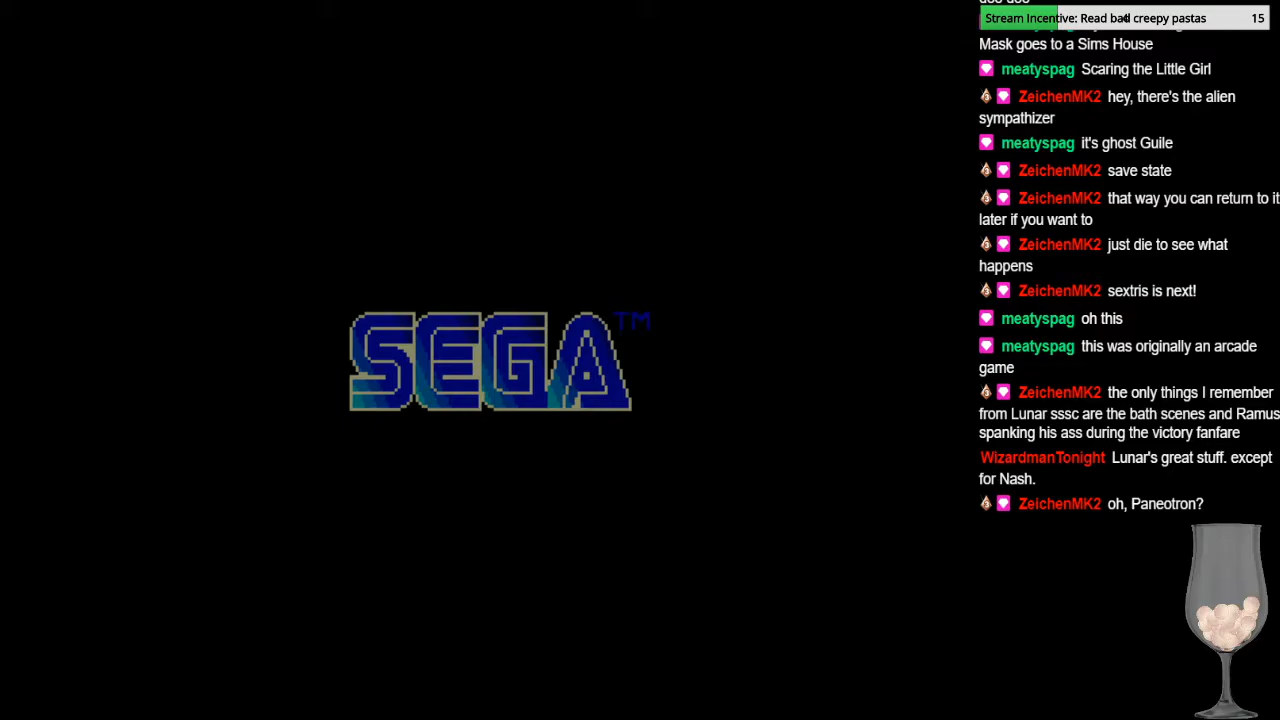 doo doo
Stream Incentive: Read bad creepy pastas 4 15
Mask goes to a Sims House
meatyspag Scaring the Little Girl
ZeichenMK2 hey, there's the alien
sympathizer
meatyspag it's ghost Guile
ZeichenMK2 save state
ZeichenMK2 that way you can return to it
later if you want to
ZeichenMK2 just die to see what
happens
ZeichenMK2 sextris is next!
meatyspag oh this
meatyspag this was originally an arcade
game
ZeichenMK2 the only things I remember
from Lunar sssc are the bath scenes and Ramus
spanking his ass during the victory fanfare
WizardmanTonight Lunar's great stuff. except
for Nash.
ZeichenMK2 oh, Paneotron?
SEGA™